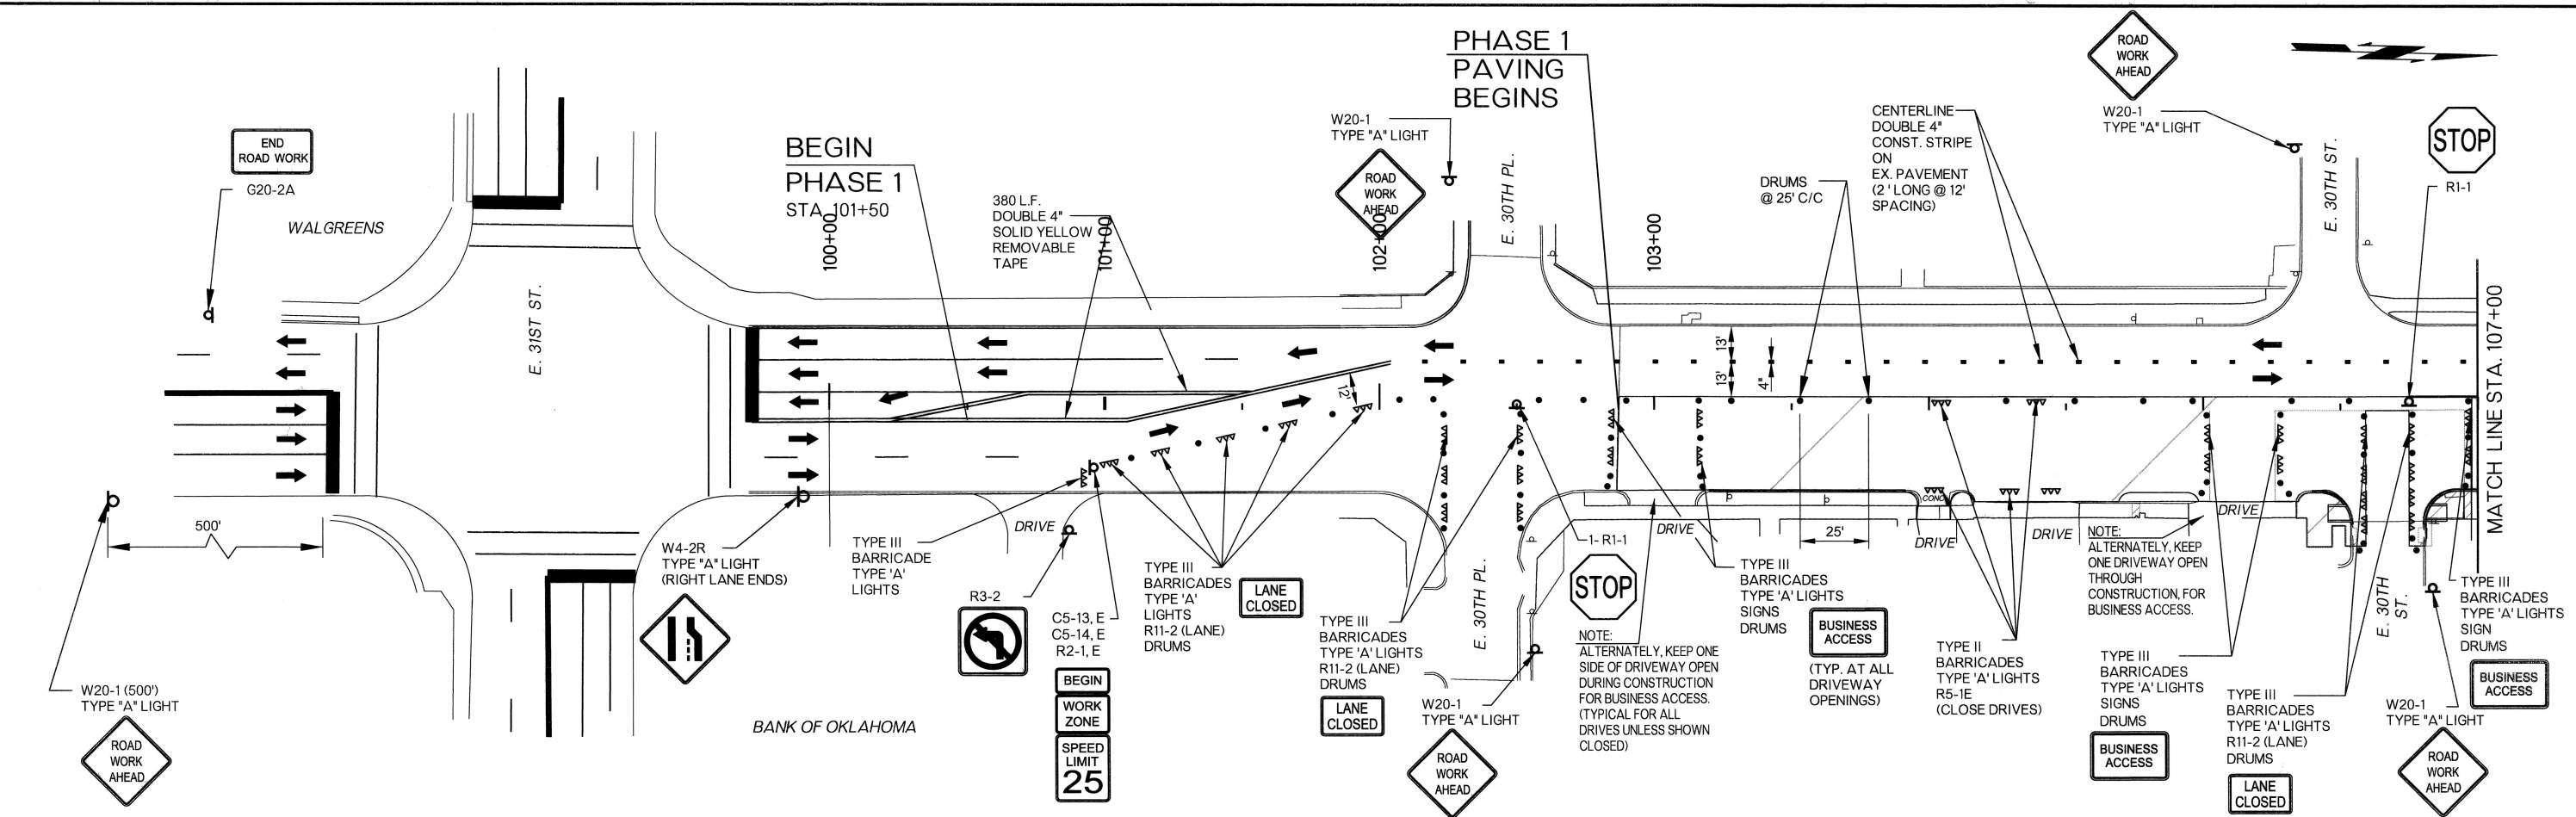 END
ROAD WORK
G20-2A
WALGREENS
500'
W20-1 (500')
TYPE "A" LIGHT
ROAD
WORK
AHEAD
E. 31ST ST.
BEGIN
PHASE 1
STA. 101+50
100+00
380 L.F.
DOUBLE 4"
SOLID YELLOW
REMOVABLE
TAPE
101+00
W4-2R
TYPE "A" LIGHT
(RIGHT LANE ENDS)
BANK OF OKLAHOMA
TYPE III
BARRICADE
TYPE 'A'
LIGHTS
DRIVE
R3-2
C5-13, E
C5-14, E
R2-1, E
BEGIN
WORK
ZONE
SPEED
LIMIT
25
TYPE III
BARRICADES
TYPE 'A'
LIGHTS
R11-2 (LANE)
DRUMS
LANE
CLOSED
12'
W20-1
TYPE "A" LIGHT
ROAD
WORK
AHEAD
102+00
PHASE 1
PAVING
BEGINS
E. 30TH PL.
TYPE III
BARRICADES
TYPE 'A' LIGHTS
R11-2 (LANE)
DRUMS
LANE
CLOSED
E. 30TH PL.
W20-1
TYPE "A" LIGHT
ROAD
WORK
AHEAD
1- R1-1
STOP
NOTE:
ALTERNATELY, KEEP ONE
SIDE OF DRIVEWAY OPEN
DURING CONSTRUCTION
FOR BUSINESS ACCESS.
(TYPICAL FOR ALL
DRIVES UNLESS SHOWN
CLOSED)
103+00
13'
13'
4"
DRUMS
@ 25' C/C
CENTERLINE
DOUBLE 4"
CONST. STRIPE
ON
EX. PAVEMENT
(2 ' LONG @ 12'
SPACING)
DRIVE
25'
TYPE III
BARRICADES
TYPE 'A' LIGHTS
SIGNS
DRUMS
BUSINESS
ACCESS
(TYP. AT ALL
DRIVEWAY
OPENINGS)
CONC
DRIVE
TYPE II
BARRICADES
TYPE 'A' LIGHTS
R5-1E
(CLOSE DRIVES)
DRIVE
NOTE:
ALTERNATELY, KEEP
ONE DRIVEWAY OPEN
THROUGH
CONSTRUCTION, FOR
BUSINESS ACCESS.
DRIVE
TYPE III
BARRICADES
TYPE 'A' LIGHTS
SIGNS
DRUMS
BUSINESS
ACCESS
TYPE III
BARRICADES
TYPE 'A' LIGHTS
R11-2 (LANE)
DRUMS
LANE
CLOSED
ROAD
WORK
AHEAD
W20-1
TYPE "A" LIGHT
E. 30TH ST.
STOP
R1-1
MATCH LINE STA. 107+00
E. 30TH
ST.
W20-1
TYPE "A" LIGHT
ROAD
WORK
AHEAD
TYPE III
BARRICADES
TYPE 'A' LIGHTS
SIGN
DRUMS
BUSINESS
ACCESS